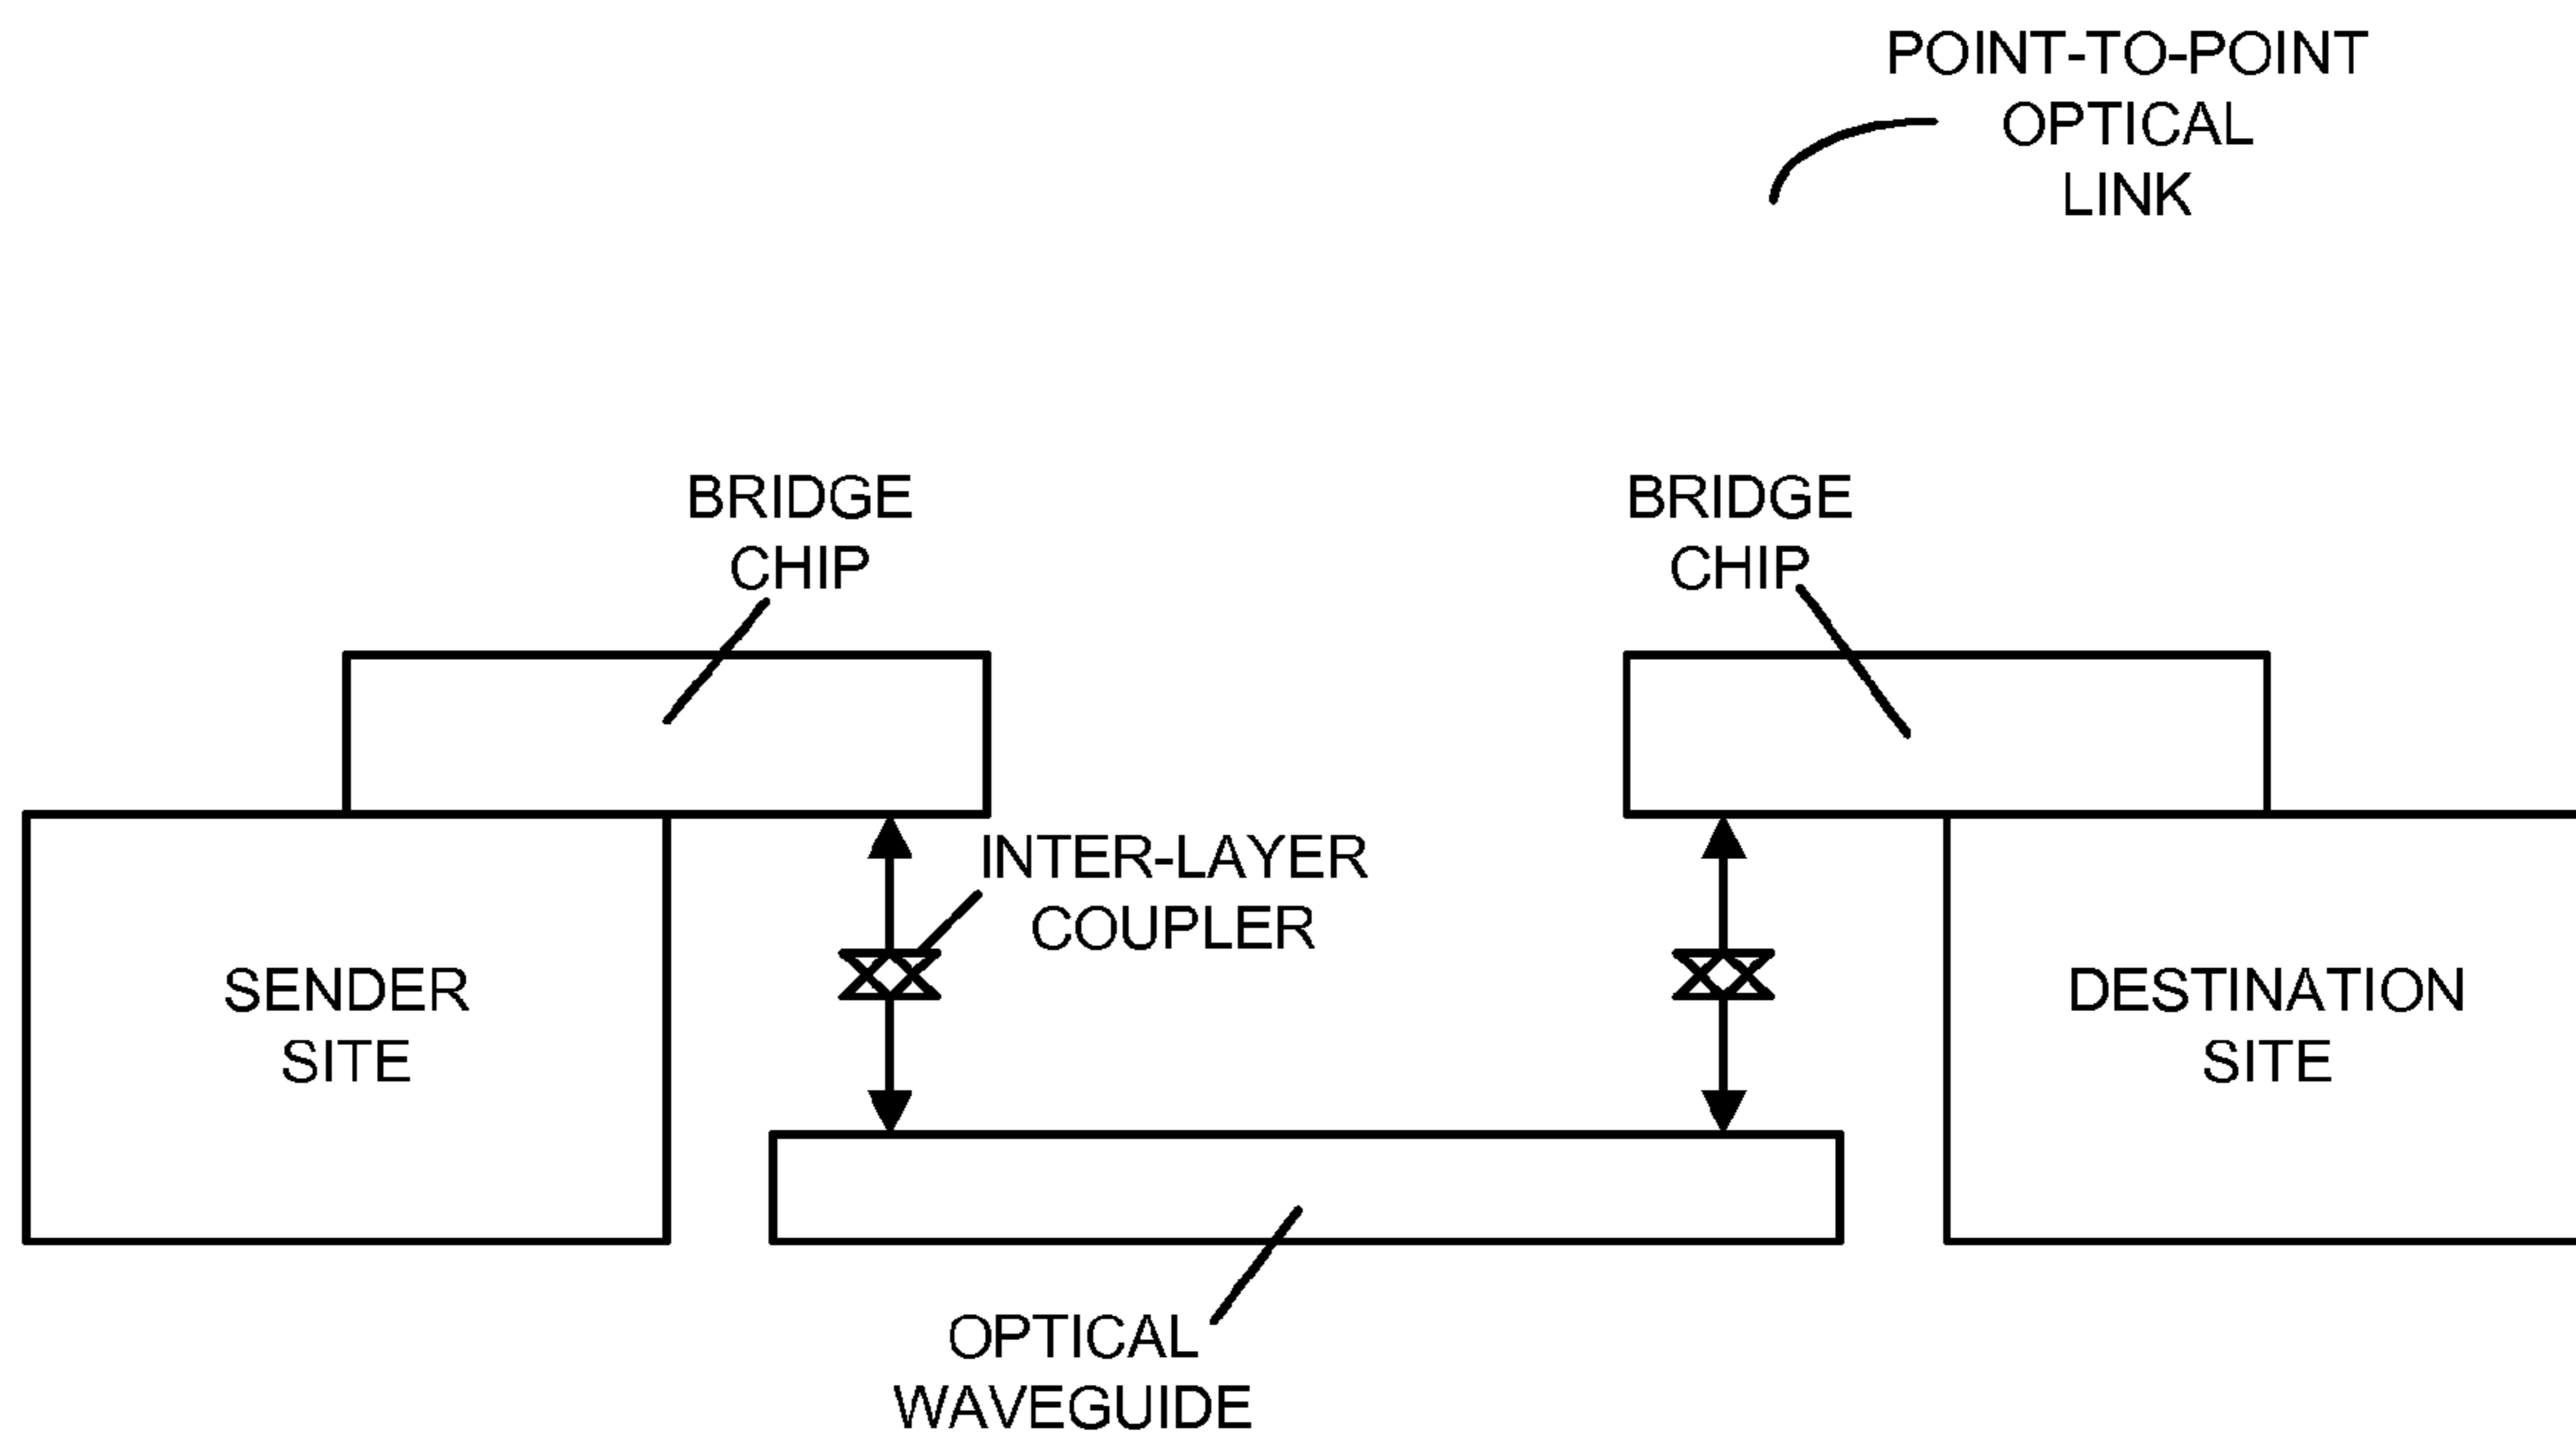 POINT-TO-POINT
OPTICAL
LINK
BRIDGE
CHIP
BRIDGE
CHIP
INTER-LAYER
COUPLER
SENDER
SITE
DESTINATION
SITE
OPTICAL
WAVEGUIDE